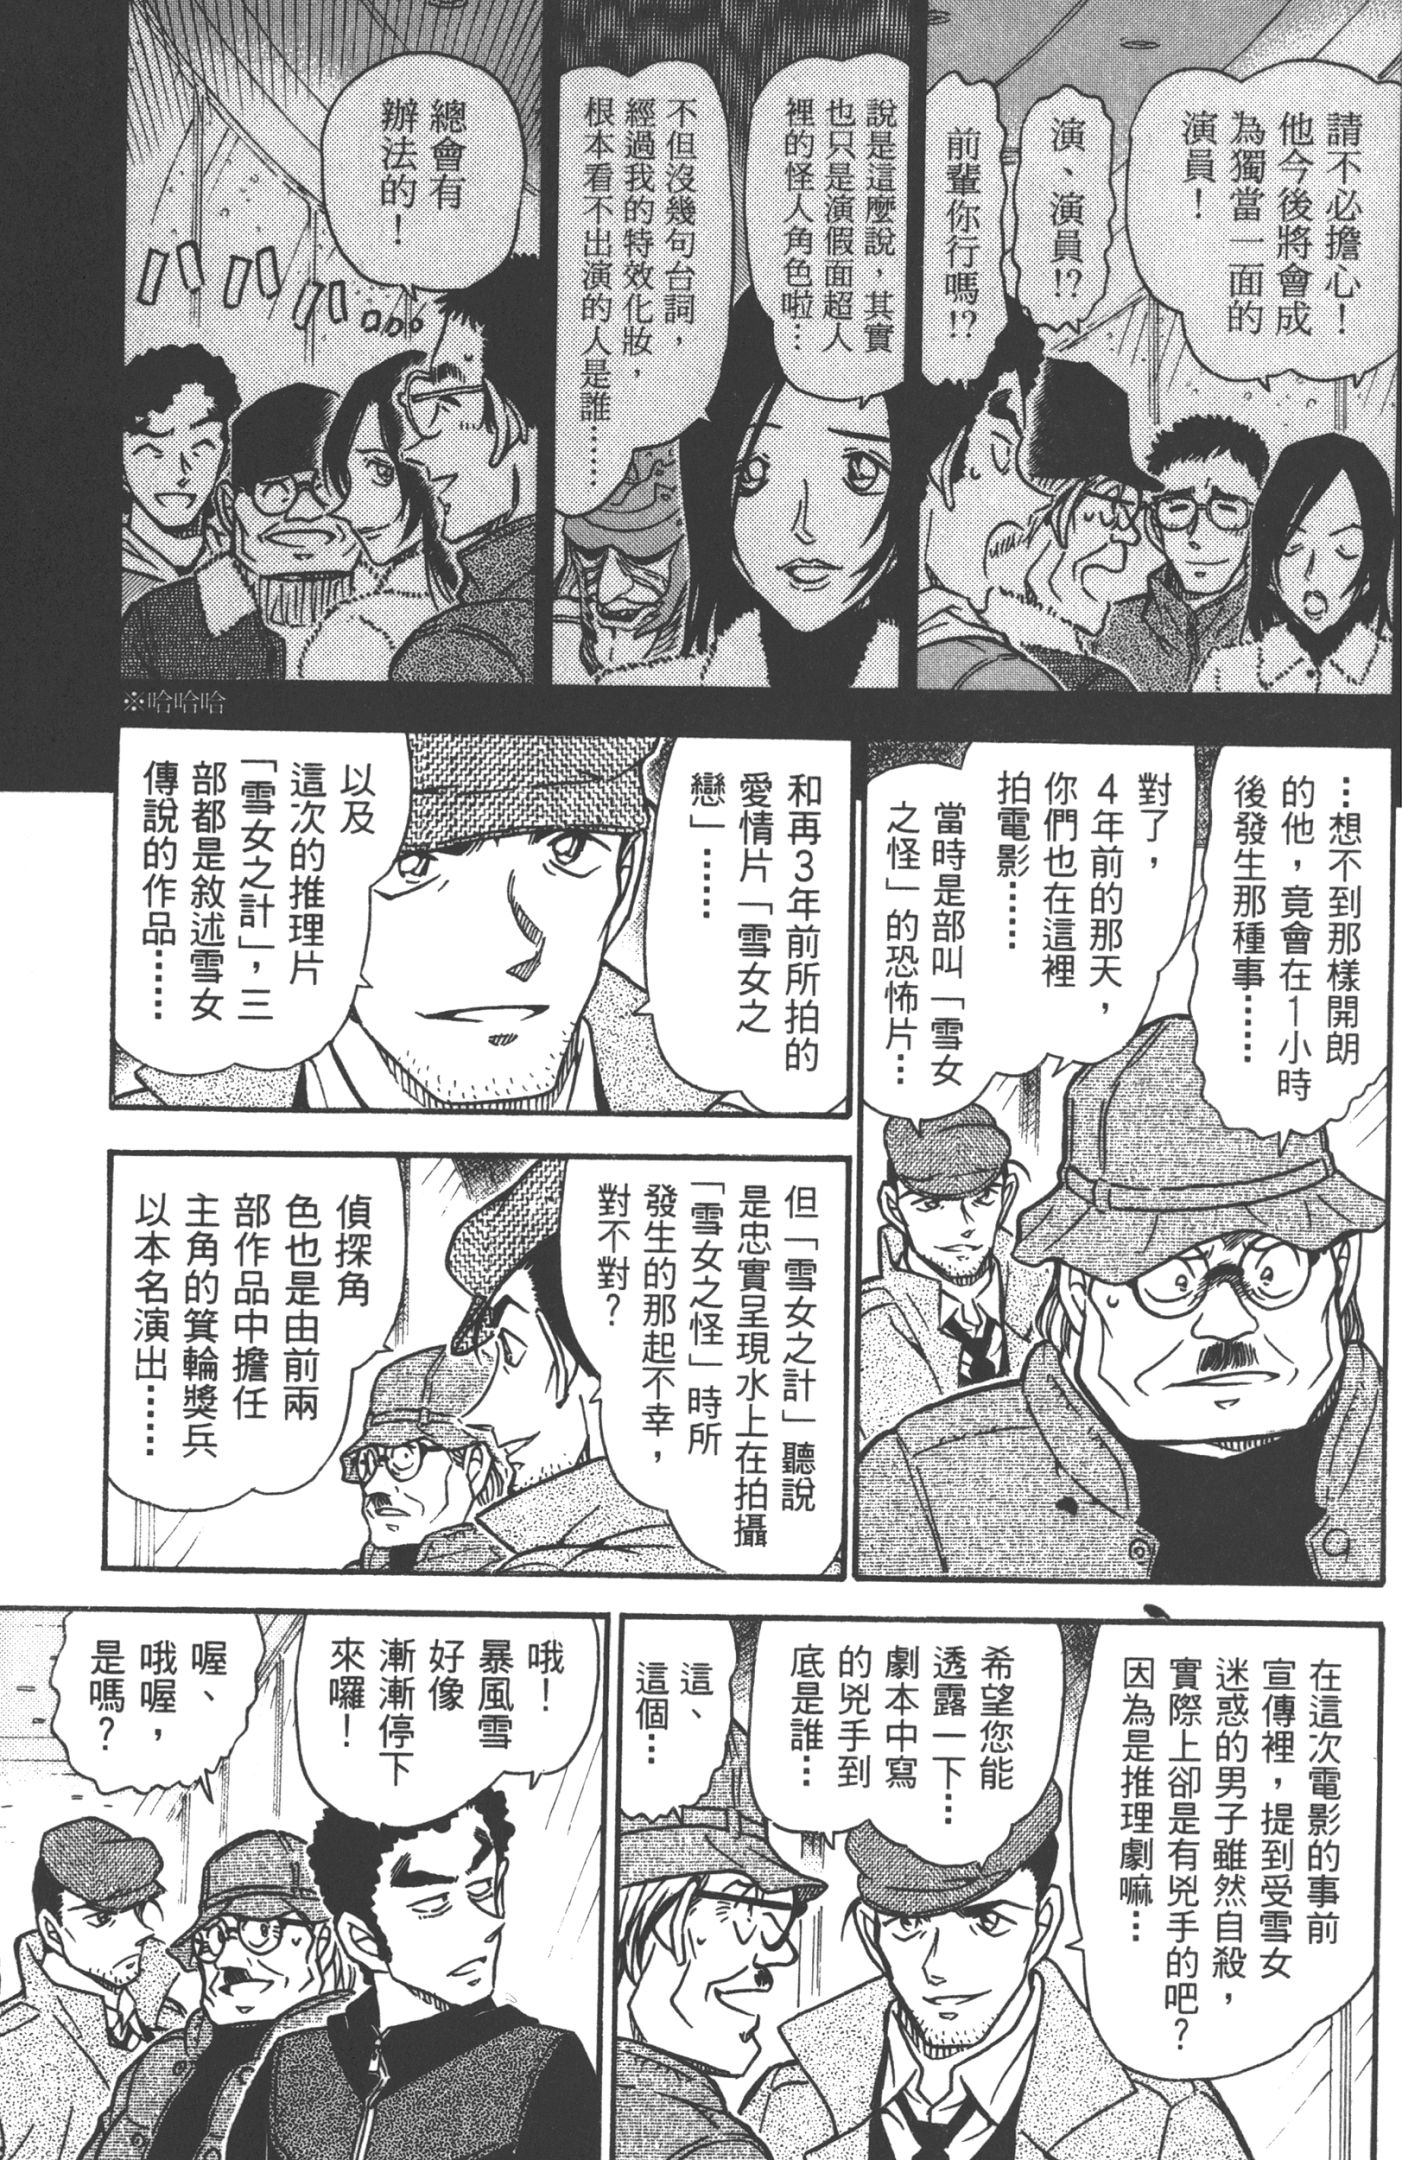 請不必擔心！
他今後將會成
為獨當一面的
演員！
演、演員!?
前輩你行嗎!?
說是這麼說，其實
也只是演假面超人
裡的怪人角色啦…
不但沒幾句台詞，
經過我的特效化妝，
根本看不出演的人是誰……
總會有
辦法的！
※哈哈哈
…想不到那樣開朗
的他，竟會在1小時
後發生那種事……
對了，
4年前的那天，
你們也在這裡
拍電影……
當時是部叫「雪女
之怪」的恐怖片…
和再3年前所拍的
愛情片「雪女之
戀」……
以及
這次的推理片
「雪女之計」，三
部都是敘述雪女
傳說的作品……
但「雪女之計」聽說
是忠實呈現水上在拍攝
「雪女之怪」時所
發生的那起不幸，
對不對？
偵探角
色也是由前兩
部作品中擔任
主角的箕輪獎兵
以本名演出……
在這次電影的事前
宣傳裡，提到受雪女
迷惑的男子雖然自殺，
實際上卻是有兇手的吧？
因為是推理劇嘛…
希望您能
透露一下…
劇本中寫
的兇手到
底是誰…
這、
這個…
哦！
暴風雪
好像
漸漸停下
來囉！
喔、
哦喔，
是嗎？